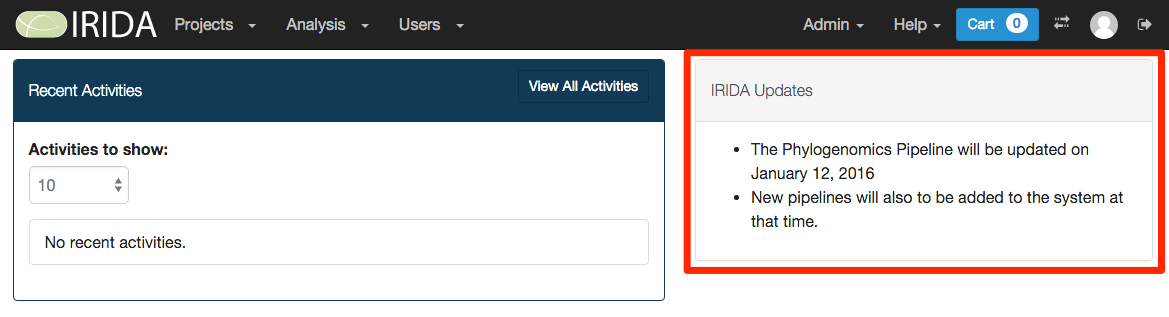 IRIDA Projects Analysis Users Admin Help Cart 0
Recent Activities View All Activities
Activities to show:
10
No recent activities.
IRIDA Updates
The Phylogenomics Pipeline will be updated on
January 12, 2016
New pipelines will also to be added to the system at
that time.